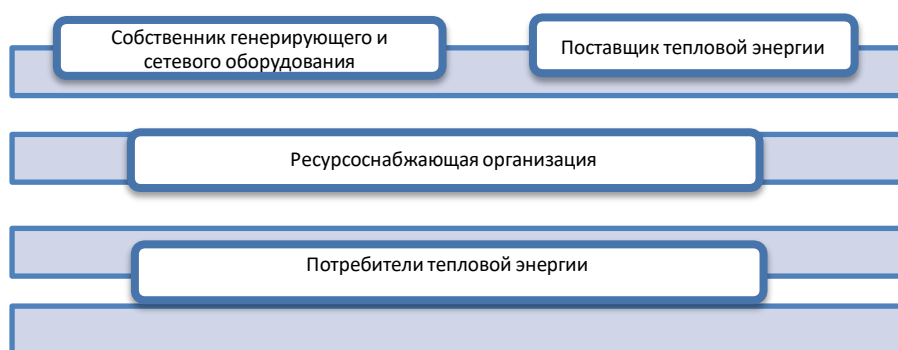 Собственник генерирующего и
сетевого оборудования
Поставщик тепловой энергии
Ресурсоснабжающая организация
Потребители тепловой энергии